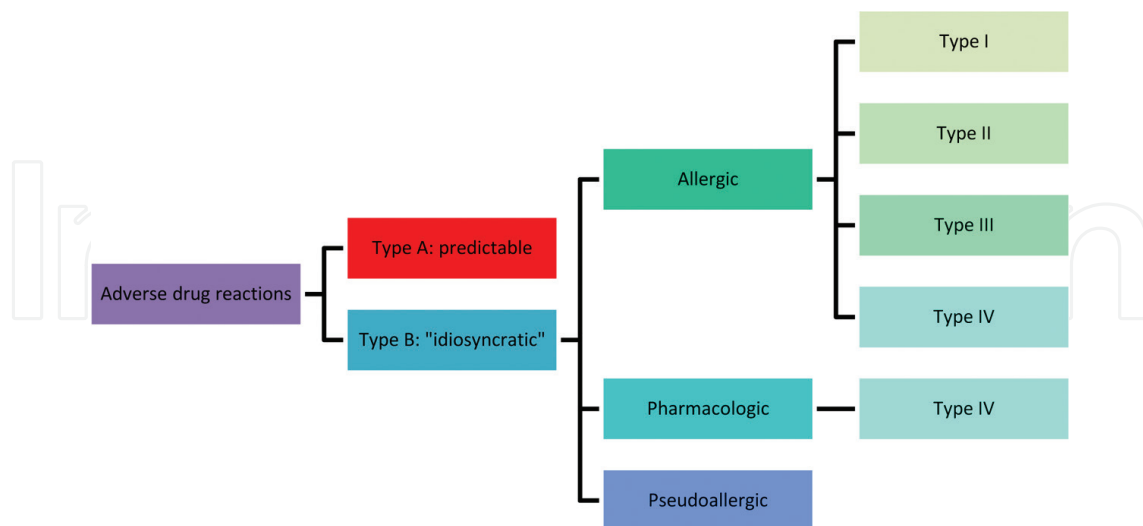 Adverse drug reactions
Type A: predictable
Type B: "idiosyncratic"
Allergic
Pharmacologic
Pseudoallergic
Type I
Type II
Type III
Type IV
Type IV